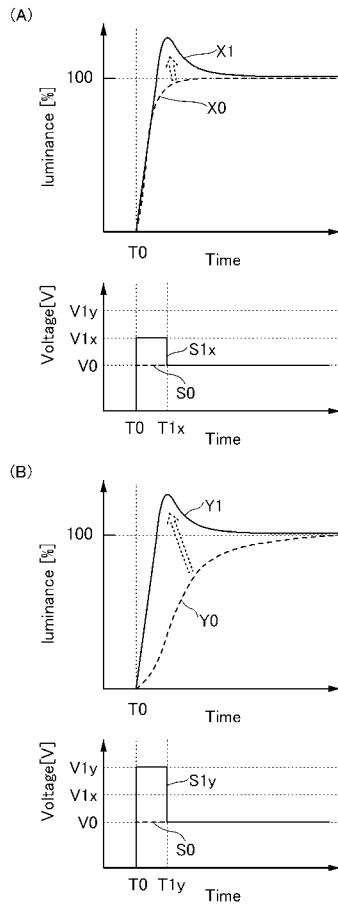 (A)
X1
100
X0
luminance [%]
T0
Time
Voltage[V]
V1y
V1x
S1x
V0
S0
T0
T1x
Time
(B)
Y1
100
luminance [%]
Y0
T0
Time
Voltage[V]
V1y
S1y
V1x
V0
S0
T0
T1y
Time